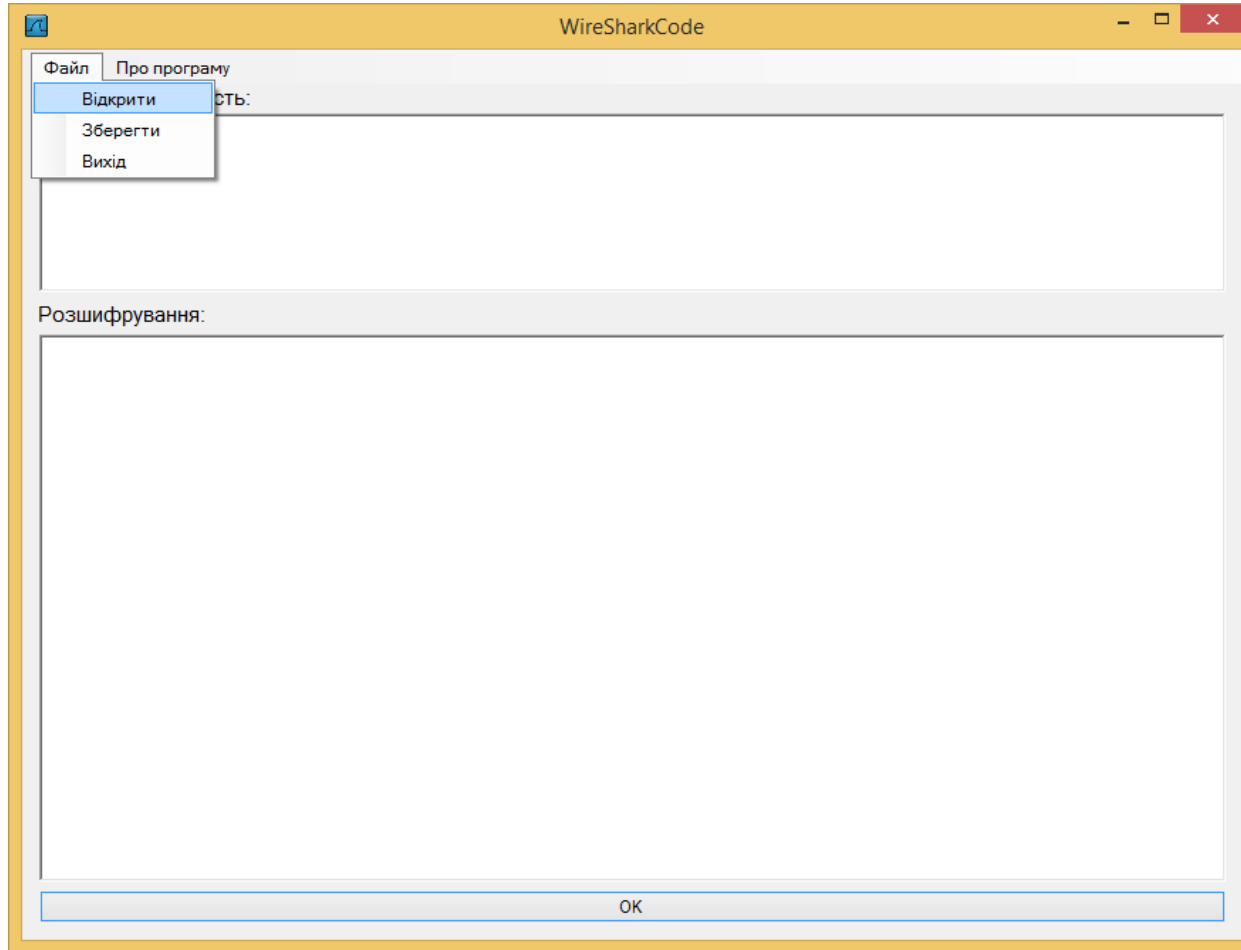 WireSharkCode
Файл Про програму
Відкрити
Зберегти
Вихід
Розшифрування:
OK